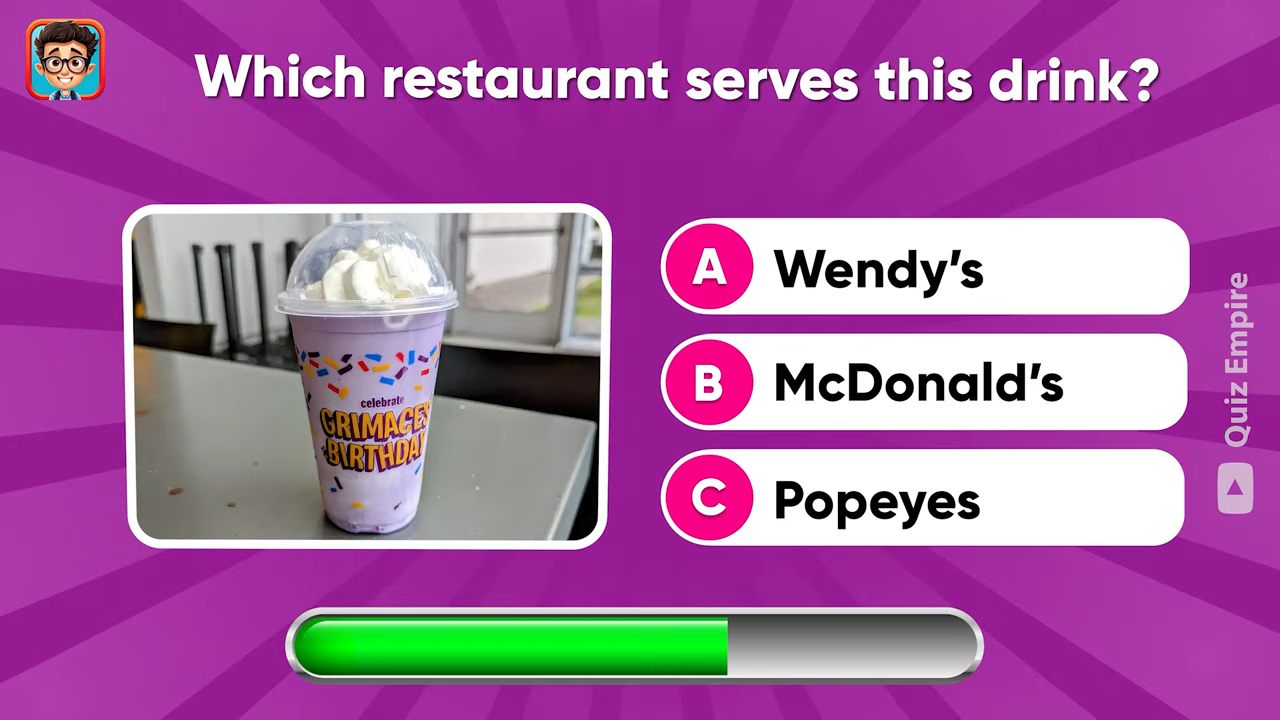 Which restaurant serves this drink?
celebrate
GRIMACE'S
BIRTHDAY
A Wendy's
B McDonald's
C Popeyes
Quiz Empire